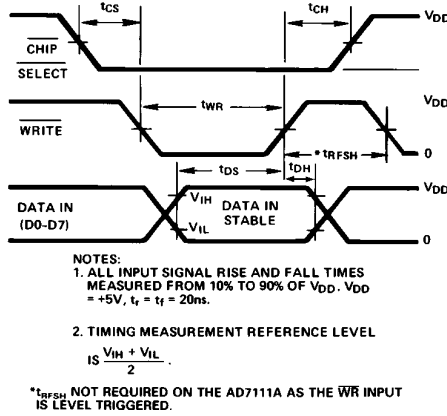 tCS
tCH
VDD
CHIP
SELECT
tWR
VDD
WRITE
* tRFSH
0
tDS
tDH
VDD
DATA IN
(D0-D7)
VIH
VIL
DATA IN
STABLE
0
NOTES:
1. ALL INPUT SIGNAL RISE AND FALL TIMES
MEASURED FROM 10% TO 90% OF VDD. VDD
= +5V, tr = tf = 20ns.
2. TIMING MEASUREMENT REFERENCE LEVEL
IS VIH + VIL
2 .
*tRFSH NOT REQUIRED ON THE AD7111A AS THE WR INPUT
IS LEVEL TRIGGERED.